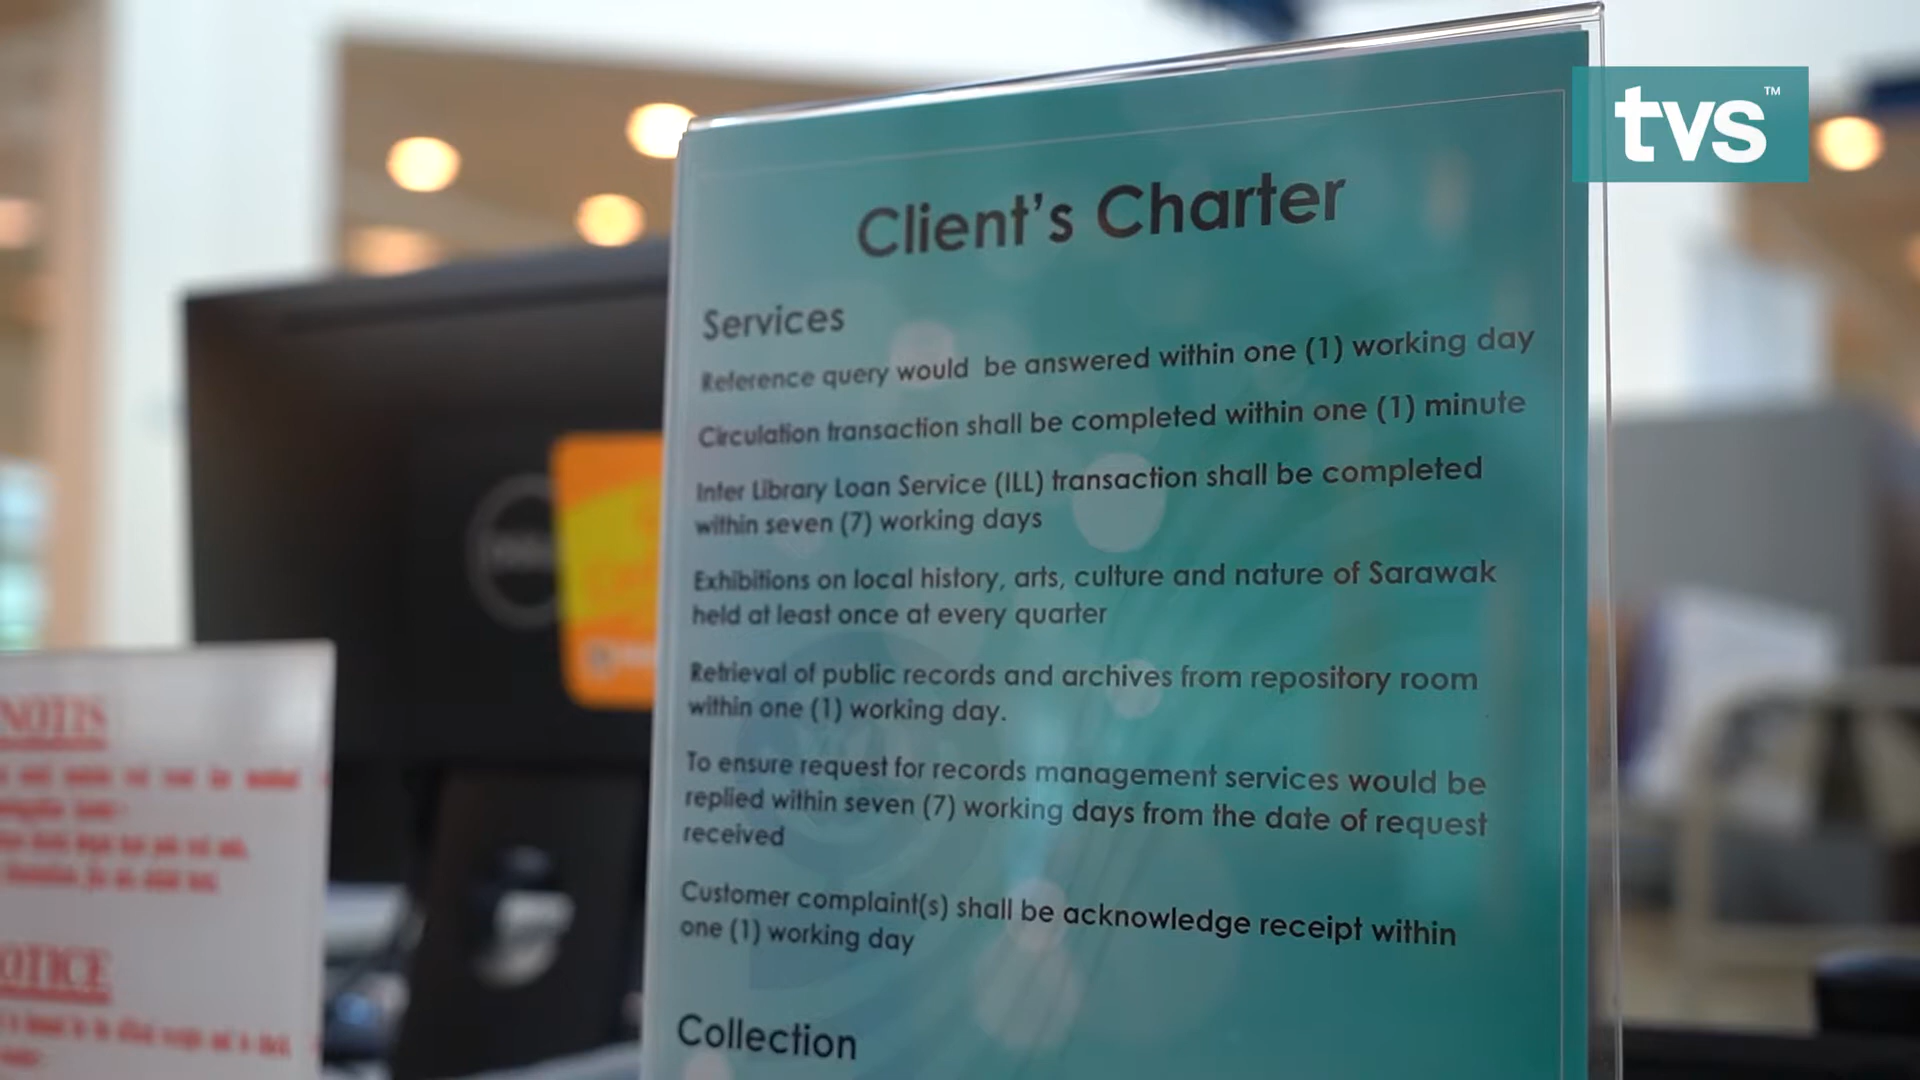 tvs™
Client's Charter
Services
Reference query would be answered within one (1) working day
Circulation transaction shall be completed within one (1) minute
Inter Library Loan Service (ILL) transaction shall be completed
within seven (7) working days
Exhibitions on local history, arts, culture and nature of Sarawak
held at least once at every quarter
Retrieval of public records and archives from repository room
within one (1) working day.
To ensure request for records management services would be
replied within seven (7) working days from the date of request
received
Customer complaint(s) shall be acknowledge receipt within
one (1) working day
Collection
NOTIS
OTICE